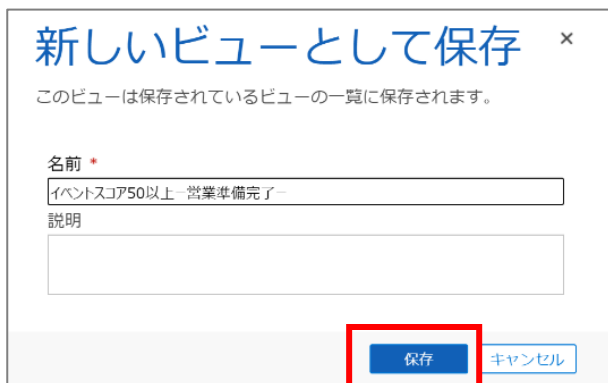 新しいビューとして保存 ×
このビューは保存されているビューの一覧に保存されます。
名前 *
イベントスコア50以上－営業準備完了－
説明
保存 キャンセル